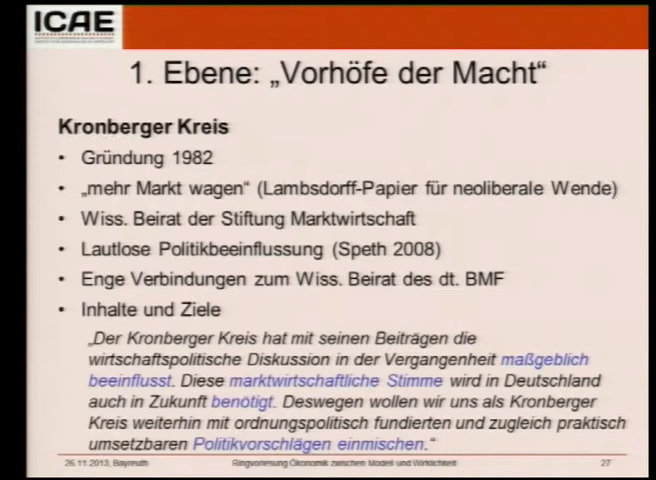 ICAE
1. Ebene: „Vorhöfe der Macht“
Kronberger Kreis
• Gründung 1982
• „mehr Markt wagen“ (Lambsdorff-Papier für neoliberale Wende)
• Wiss. Beirat der Stiftung Marktwirtschaft
• Lautlose Politikbeeinflussung (Speth 2008)
• Enge Verbindungen zum Wiss. Beirat des dt. BMF
• Inhalte und Ziele
„Der Kronberger Kreis hat mit seinen Beiträgen die
wirtschaftspolitische Diskussion in der Vergangenheit maßgeblich
beeinflusst. Diese marktwirtschaftliche Stimme wird in Deutschland
auch in Zukunft benötigt. Deswegen wollen wir uns als Kronberger
Kreis weiterhin mit ordnungspolitisch fundierten und zugleich praktisch
umsetzbaren Politikvorschlägen einmischen.“
26.11.2013, Bayreuth Ringvorlesung Ökonomik zwischen Modell und Wirklichkeit 27